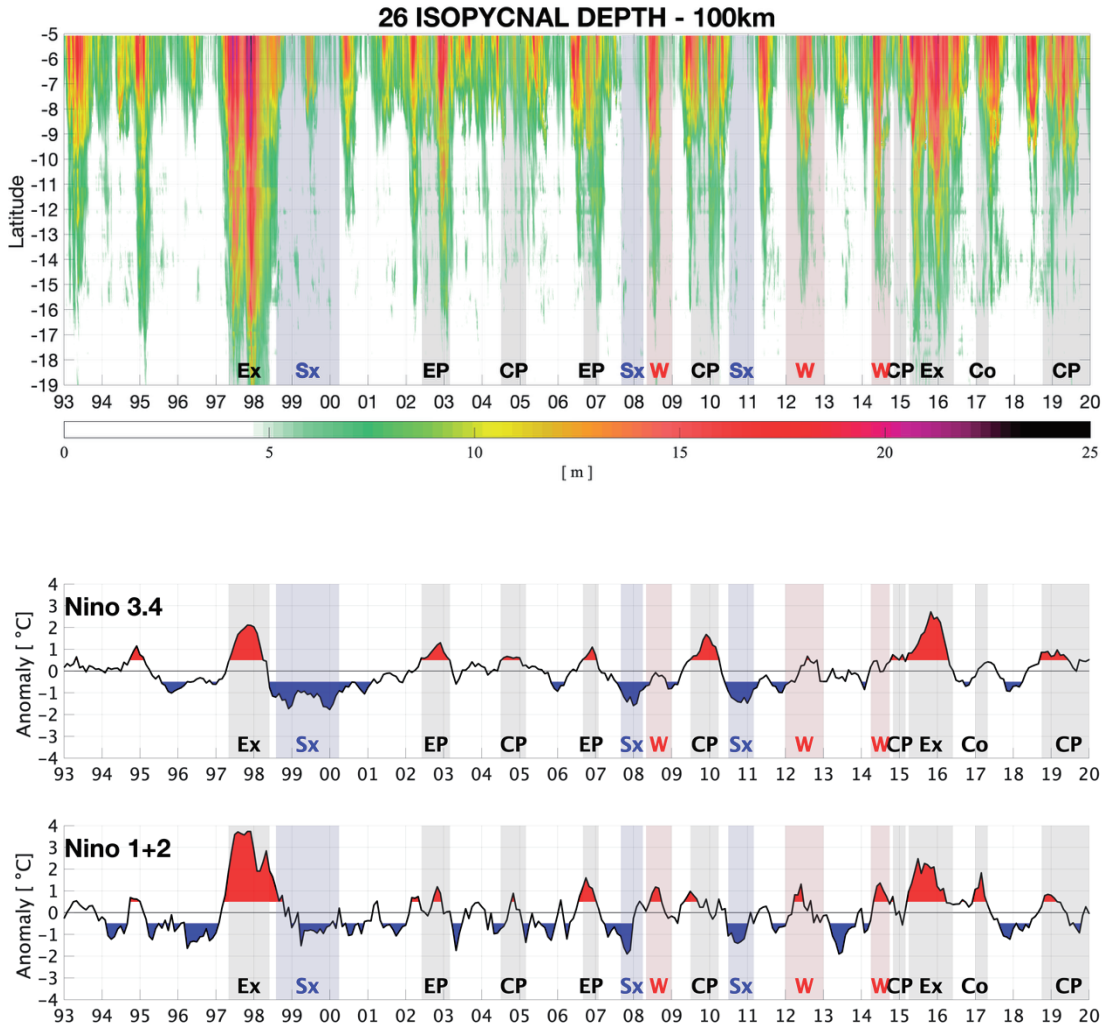 26 ISOPYCNAL DEPTH - 100km
Latitude
-5
-6
-7
-8
-9
-10
-11
-12
-13
-14
-15
-16
-17
-18
-19
Ex Sx EP CP EP Sx W CP Sx W W CP Ex Co CP
93 94 95 96 97 98 99 00 01 02 03 04 05 06 07 08 09 10 11 12 13 14 15 16 17 18 19 20
0 5 10 15 20 25
[ m ]
Nino 3.4
Anomaly [ °C]
4
3
2
1
0
-1
-2
-3
-4
Ex Sx EP CP EP Sx W CP Sx W W CP Ex Co CP
93 94 95 96 97 98 99 00 01 02 03 04 05 06 07 08 09 10 11 12 13 14 15 16 17 18 19 20
Nino 1+2
Anomaly [ °C]
4
3
2
1
0
-1
-2
-3
-4
Ex Sx EP CP EP Sx W CP Sx W W CP Ex Co CP
93 94 95 96 97 98 99 00 01 02 03 04 05 06 07 08 09 10 11 12 13 14 15 16 17 18 19 20